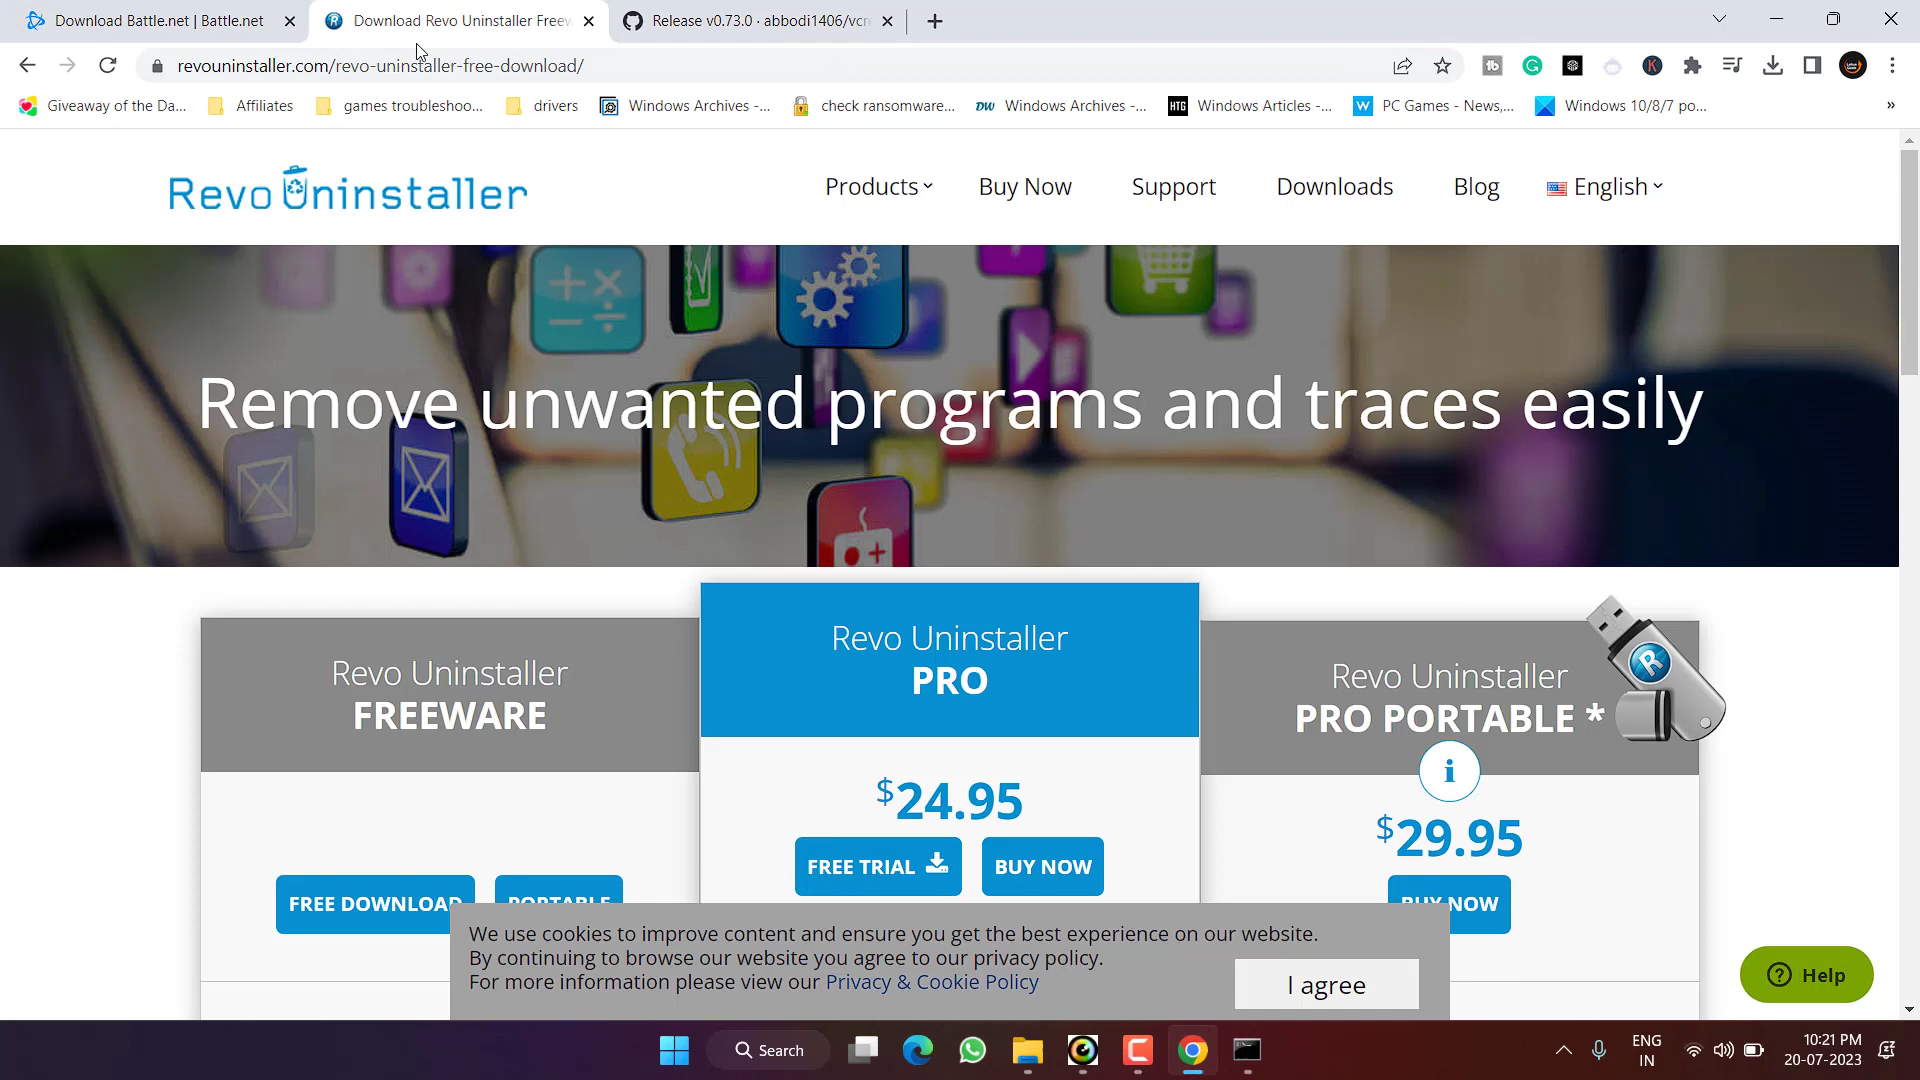 Download Battle.net | Battle.net
Download Revo Uninstaller Freew
Release v0.73.0 · abbodi1406/vcr
revouninstaller.com/revo-uninstaller-free-download/
Giveaway of the Da...
Affiliates
games troubleshoo...
drivers
Windows Archives -...
check ransomware...
DW Windows Archives -...
HTG Windows Articles -...
W PC Games - News,...
Windows 10/8/7 po...
»
Revo Uninstaller
Products
Buy Now
Support
Downloads
Blog
English
Remove unwanted programs and traces easily
Revo Uninstaller
FREEWARE
FREE DOWNLOAD
PORTABLE
Revo Uninstaller
PRO
$24.95
FREE TRIAL
BUY NOW
Revo Uninstaller
PRO PORTABLE *
i
$29.95
BUY NOW
We use cookies to improve content and ensure you get the best experience on our website.
By continuing to browse our website you agree to our privacy policy.
For more information please view our Privacy & Cookie Policy
I agree
Help
Search
ENG
IN
10:21 PM
20-07-2023